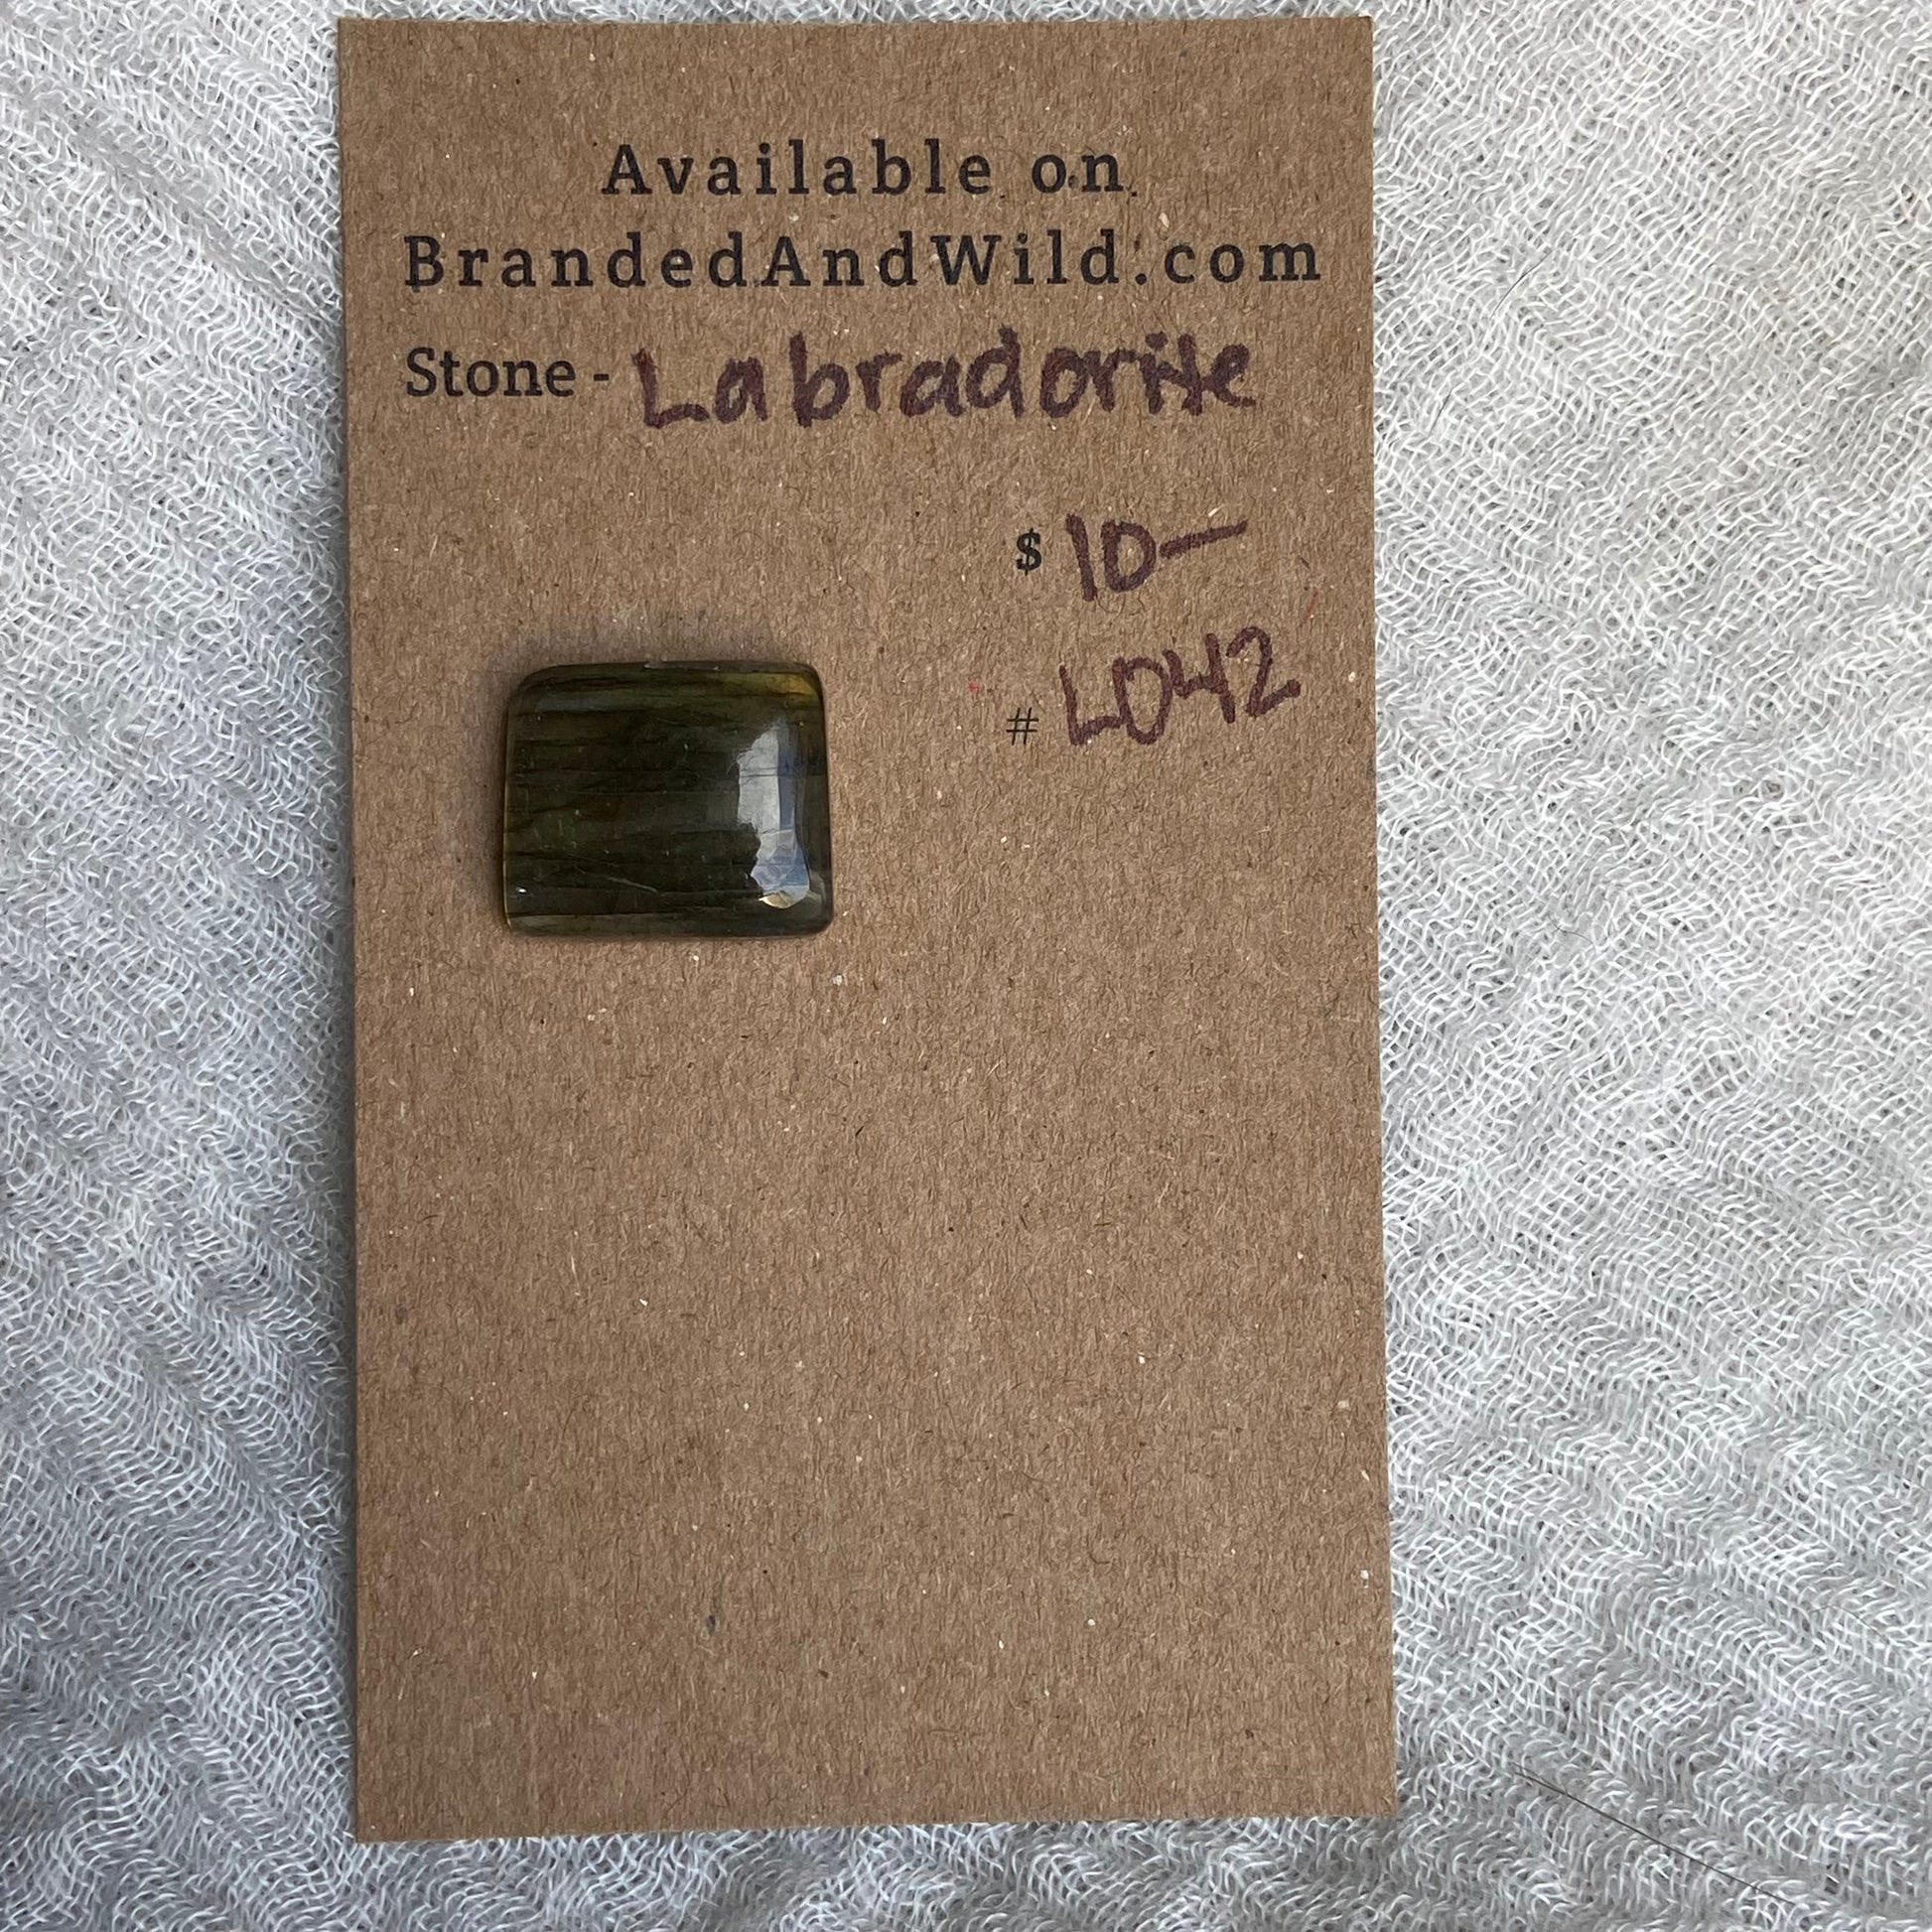 Available on
BrandedAndWild.com
Stone - Labradorite
$ 10—
# L042